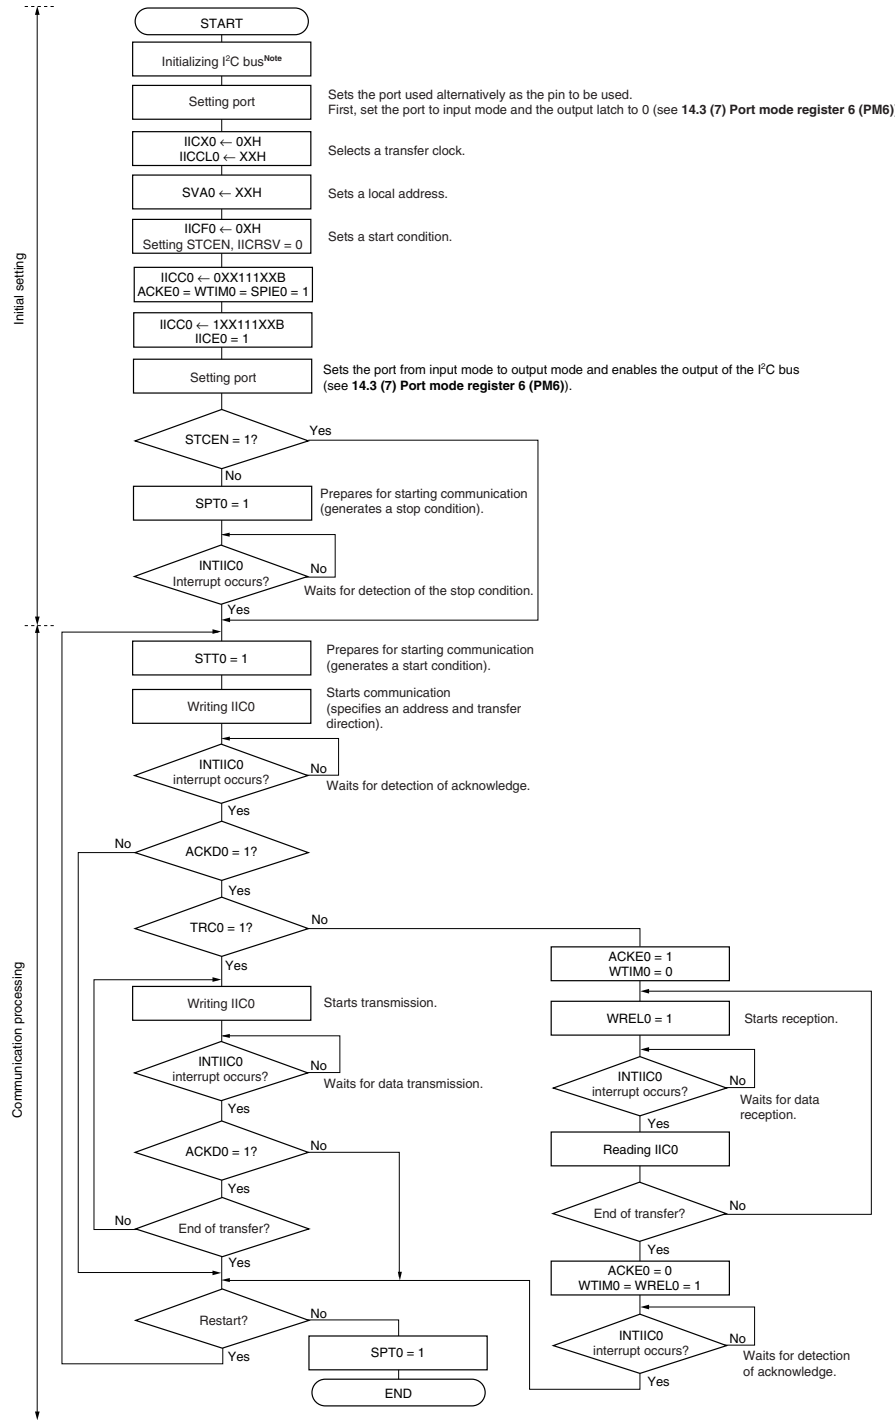 START
Initializing I²C busNote
Setting port
Sets the port used alternatively as the pin to be used.
First, set the port to input mode and the output latch to 0 (see 14.3 (7) Port mode register 6 (PM6)
IICX0 ← 0XH
IICCL0 ← XXH
Selects a transfer clock.
SVA0 ← XXH
Sets a local address.
IICF0 ← 0XH
Setting STCEN, IICRSV = 0
Sets a start condition.
Initial setting
IICC0 ← 0XX111XXB
ACKE0 = WTIM0 = SPIE0 = 1
IICC0 ← 1XX111XXB
IICE0 = 1
Setting port
Sets the port from input mode to output mode and enables the output of the I²C bus
(see 14.3 (7) Port mode register 6 (PM6)).
STCEN = 1?
Yes
No
SPT0 = 1
Prepares for starting communication
(generates a stop condition).
INTIIC0
Interrupt occurs?
No
Waits for detection of the stop condition.
Yes
STT0 = 1
Prepares for starting communication
(generates a start condition).
Writing IIC0
Starts communication
(specifies an address and transfer
direction).
INTIIC0
interrupt occurs?
No
Waits for detection of acknowledge.
Yes
No
ACKD0 = 1?
Yes
TRC0 = 1?
No
Yes
Communication processing
Writing IIC0
Starts transmission.
INTIIC0
interrupt occurs?
No
Waits for data transmission.
Yes
ACKD0 = 1?
No
Yes
No
End of transfer?
Yes
Restart?
No
Yes
SPT0 = 1
END
ACKE0 = 1
WTIM0 = 0
WREL0 = 1
Starts reception.
INTIIC0
interrupt occurs?
No
Waits for data
reception.
Yes
Reading IIC0
End of transfer?
No
Yes
ACKE0 = 0
WTIM0 = WREL0 = 1
INTIIC0
interrupt occurs?
No
Waits for detection
of acknowledge.
Yes